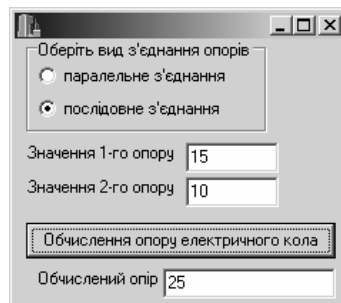 Оберіть вид з'єднання опорів
паралельне з'єднання
послідовне з'єднання
Значення 1-го опору 15
Значення 2-го опору 10
Обчислення опору електричного кола
Обчислений опір 25